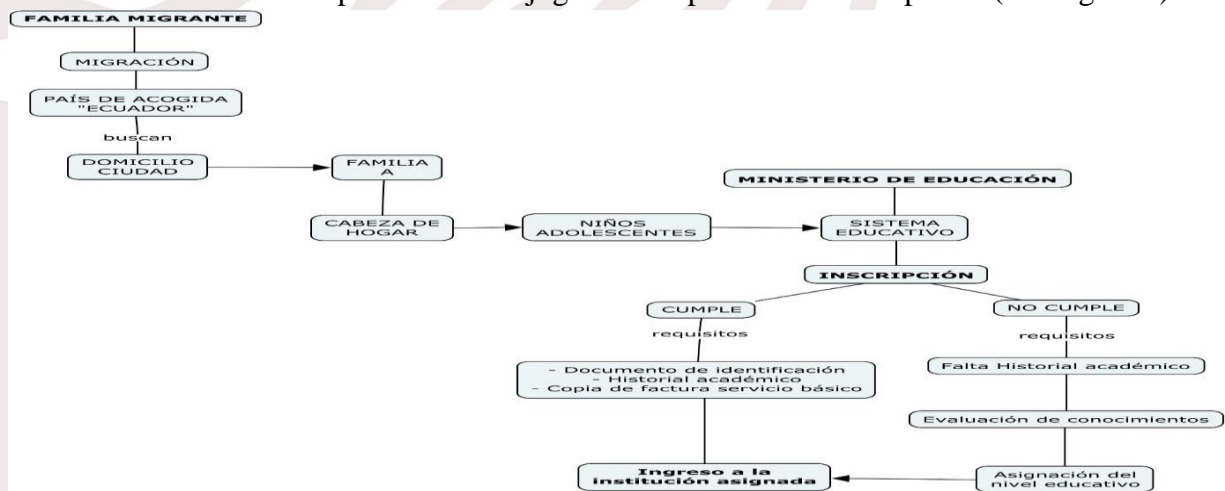 FAMILIA MIGRANTE
MIGRACIÓN
PAÍS DE ACOGIDA
"ECUADOR"
buscan
DOMICILIO
CIUDAD
FAMILIA
A
CABEZA DE
HOGAR
NIÑOS
ADOLESCENTES
MINISTERIO DE EDUCACIÓN
SISTEMA
EDUCATIVO
INSCRIPCIÓN
CUMPLE
requisitos
- Documento de identificación
- Historial académico
- Copia de factura servicio básico
NO CUMPLE
requisitos
Falta Historial académico
Evaluación de conocimientos
Asignación del
nivel educativo
Ingreso a la
institución asignada